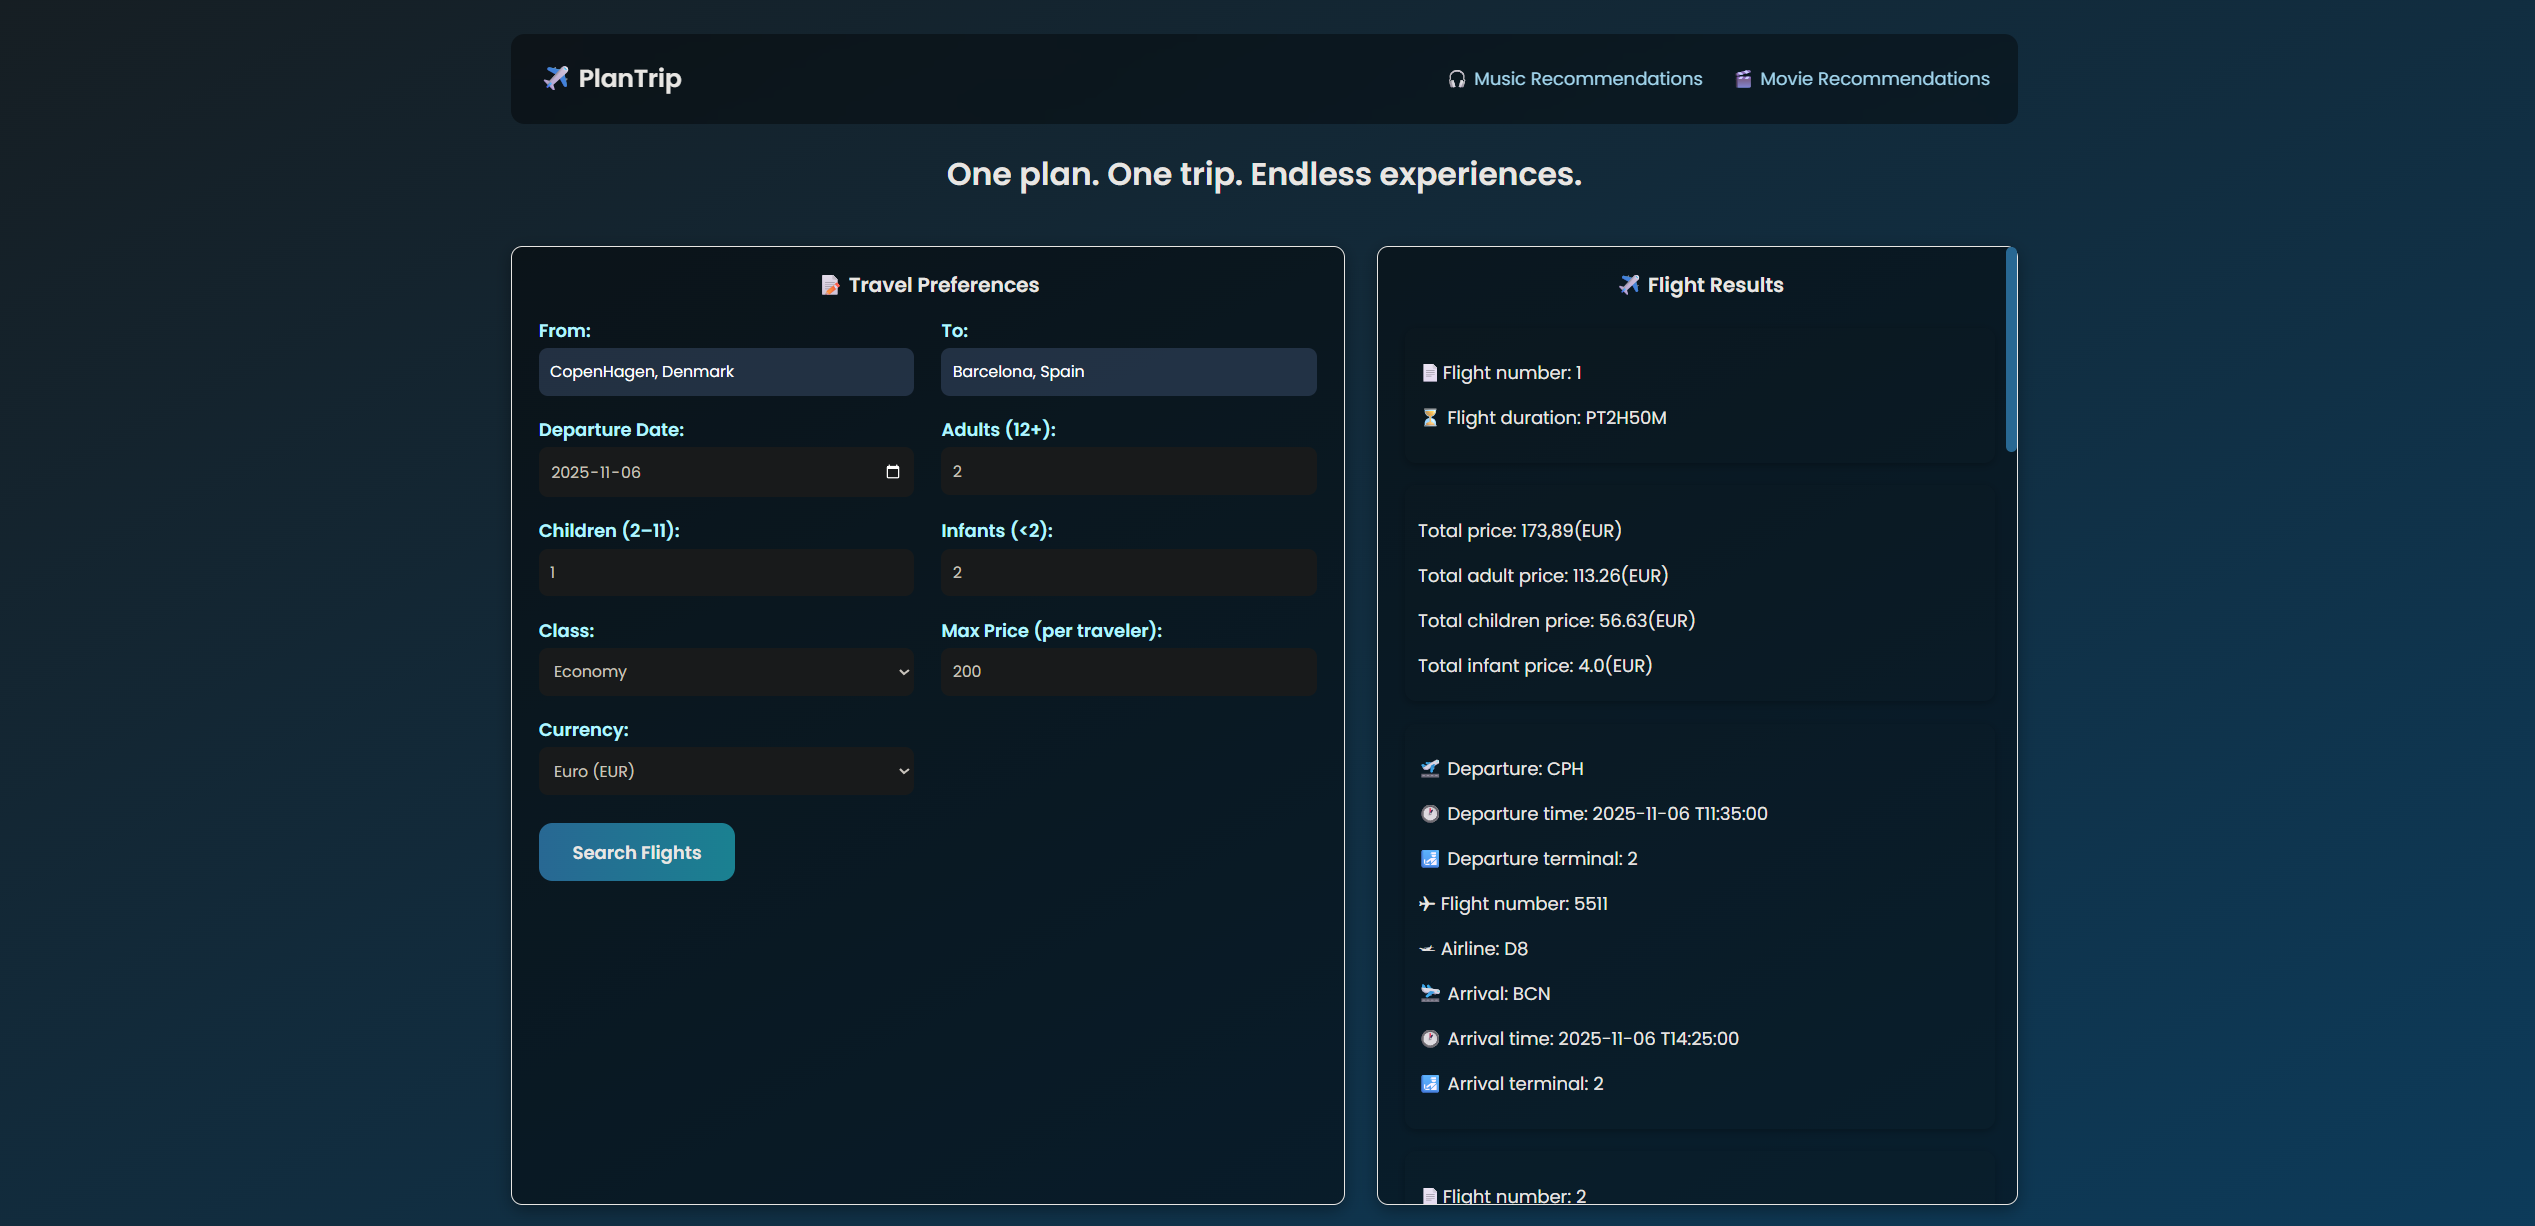 PlanTrip
Music Recommendations
Movie Recommendations
One plan. One trip. Endless experiences.
Travel Preferences
From:
CopenHagen, Denmark
To:
Barcelona, Spain
Departure Date:
2025-11-06
Adults (12+):
2
Children (2–11):
1
Infants (<2):
2
Class:
Economy
Max Price (per traveler):
200
Currency:
Euro (EUR)
Search Flights
Flight Results
Flight number: 1
Flight duration: PT2H50M
Total price: 173,89(EUR)
Total adult price: 113.26(EUR)
Total children price: 56.63(EUR)
Total infant price: 4.0(EUR)
Departure: CPH
Departure time: 2025-11-06 T11:35:00
Departure terminal: 2
Flight number: 5511
Airline: D8
Arrival: BCN
Arrival time: 2025-11-06 T14:25:00
Arrival terminal: 2
Flight number: 2